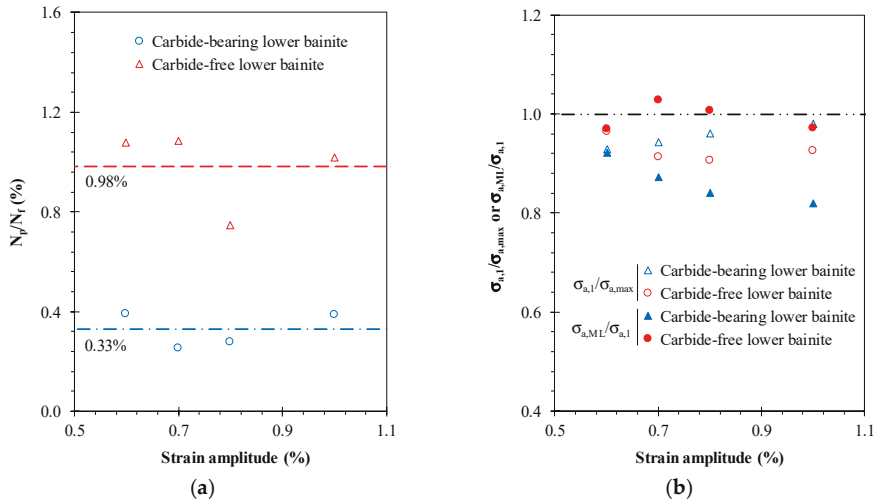 1.6
1.2
0.8
0.4
0.0
0.5
0.7
0.9
1.1
Np/Nf (%)
Strain amplitude (%)
Carbide-bearing lower bainite
Carbide-free lower bainite
0.98%
0.33%
(a)
1.2
1.0
0.8
0.6
0.4
0.5
0.7
0.9
1.1
σa,1/σa,max or σa,ML/σa,1
Strain amplitude (%)
σa,1/σa,max
Carbide-bearing lower bainite
Carbide-free lower bainite
σa,ML/σa,1
Carbide-bearing lower bainite
Carbide-free lower bainite
(b)